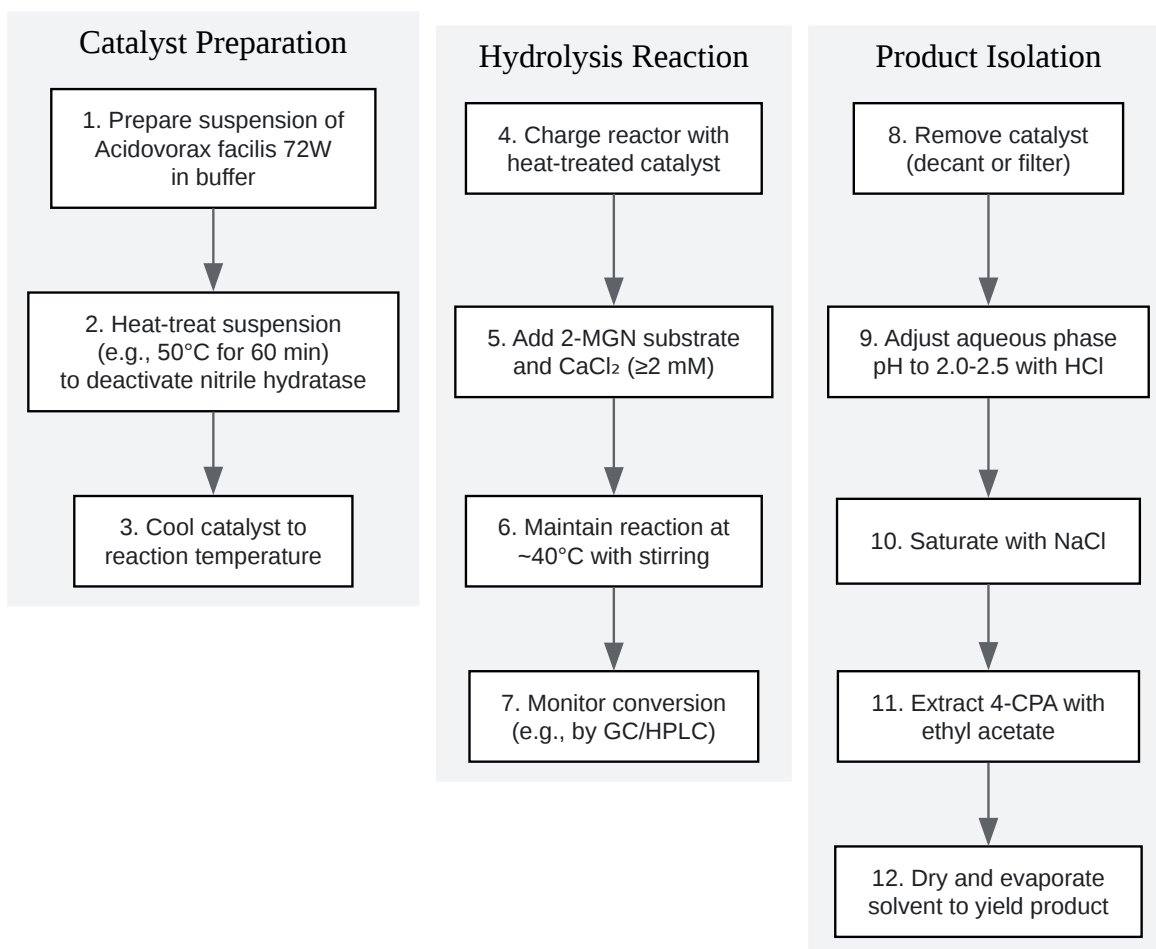 Catalyst Preparation
1. Prepare suspension of
Acidovorax facilis 72W
in buffer
2. Heat-treat suspension
(e.g., 50°C for 60 min)
to deactivate nitrile hydratase
3. Cool catalyst to
reaction temperature
Hydrolysis Reaction
4. Charge reactor with
heat-treated catalyst
5. Add 2-MGN substrate
and CaCl₂ (≥2 mM)
6. Maintain reaction at
~40°C with stirring
7. Monitor conversion
(e.g., by GC/HPLC)
Product Isolation
8. Remove catalyst
(decant or filter)
9. Adjust aqueous phase
pH to 2.0-2.5 with HCl
10. Saturate with NaCl
11. Extract 4-CPA with
ethyl acetate
12. Dry and evaporate
solvent to yield product